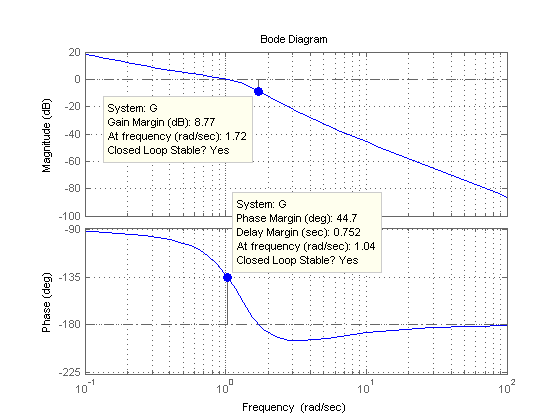 Bode Diagram
20
0
-20
-40
-60
-80
-100
Magnitude (dB)
System: G
Gain Margin (dB): 8.77
At frequency (rad/sec): 1.72
Closed Loop Stable? Yes
System: G
Phase Margin (deg): 44.7
Delay Margin (sec): 0.752
At frequency (rad/sec): 1.04
Closed Loop Stable? Yes
-90
-135
-180
-225
Phase (deg)
10^-1 10^0 10^1 10^2
Frequency (rad/sec)